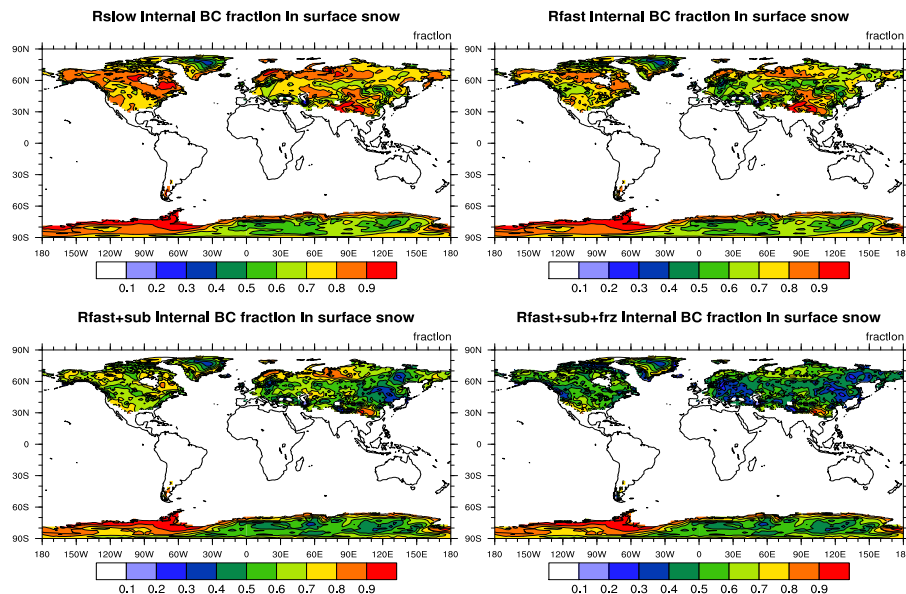 Rslow Internal BC fraction In surface snow
fraction
90N
60N
30N
0
30S
60S
90S
180 150W 120W 90W 60W 30W 0 30E 60E 90E 120E 150E 180
0.1 0.2 0.3 0.4 0.5 0.6 0.7 0.8 0.9
Rfast Internal BC fraction In surface snow
fraction
90N
60N
30N
0
30S
60S
90S
180 150W 120W 90W 60W 30W 0 30E 60E 90E 120E 150E 18
0.1 0.2 0.3 0.4 0.5 0.6 0.7 0.8 0.9
Rfast+sub Internal BC fraction In surface snow
fraction
90N
60N
30N
0
30S
60S
90S
180 150W 120W 90W 60W 30W 0 30E 60E 90E 120E 150E 180
0.1 0.2 0.3 0.4 0.5 0.6 0.7 0.8 0.9
Rfast+sub+frz Internal BC fraction In surface snow
fraction
90N
60N
30N
0
30S
60S
90S
180 150W 120W 90W 60W 30W 0 30E 60E 90E 120E 150E 18
0.1 0.2 0.3 0.4 0.5 0.6 0.7 0.8 0.9